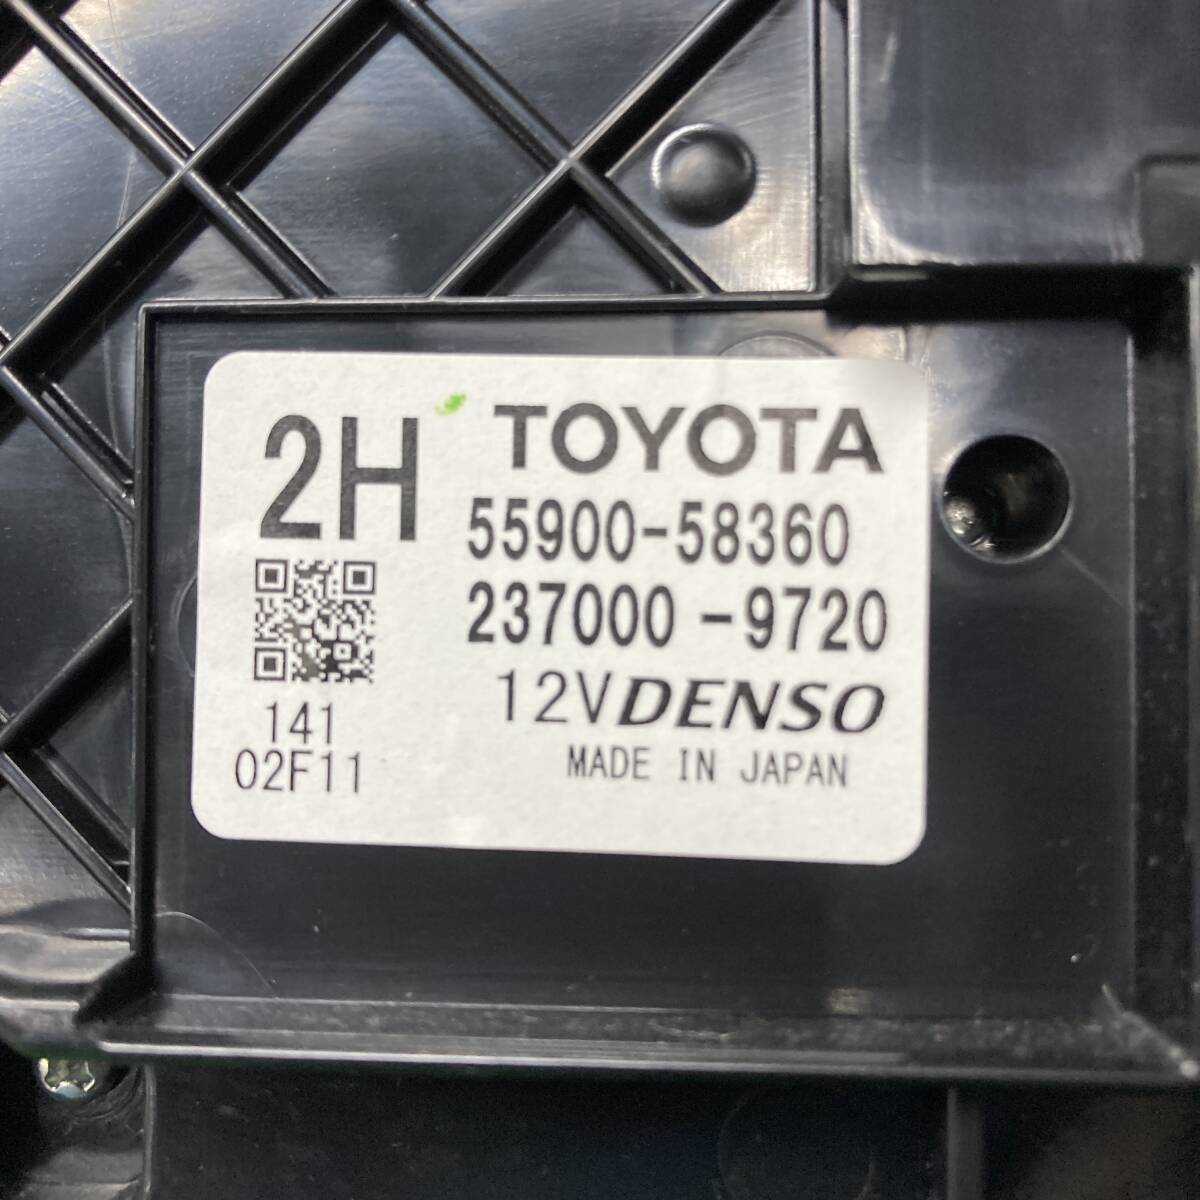 2H
TOYOTA
55900-58360
237000-9720
12V DENSO
MADE IN JAPAN
141
02F11